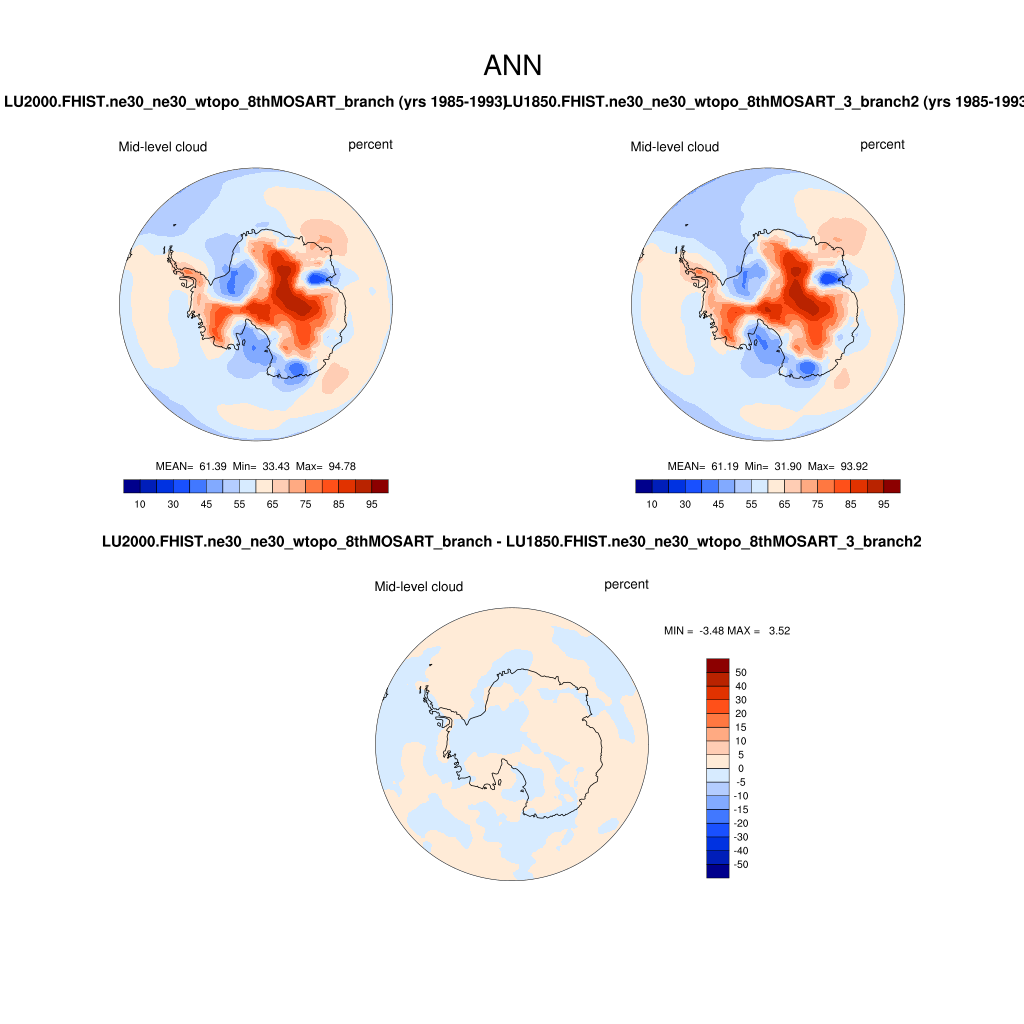 ANN
LU2000.FHIST.ne30_ne30_wtopo_8thMOSART_branch (yrs 1985-1993)
LU1850.FHIST.ne30_ne30_wtopo_8thMOSART_3_branch2 (yrs 1985-1993
Mid-level cloud percent
Mid-level cloud percent
MEAN= 61.39 Min= 33.43 Max= 94.78
MEAN= 61.19 Min= 31.90 Max= 93.92
10 30 45 55 65 75 85 95
10 30 45 55 65 75 85 95
LU2000.FHIST.ne30_ne30_wtopo_8thMOSART_branch - LU1850.FHIST.ne30_ne30_wtopo_8thMOSART_3_branch2
Mid-level cloud percent
MIN = -3.48 MAX = 3.52
50
40
30
20
15
10
5
0
-5
-10
-15
-20
-30
-40
-50